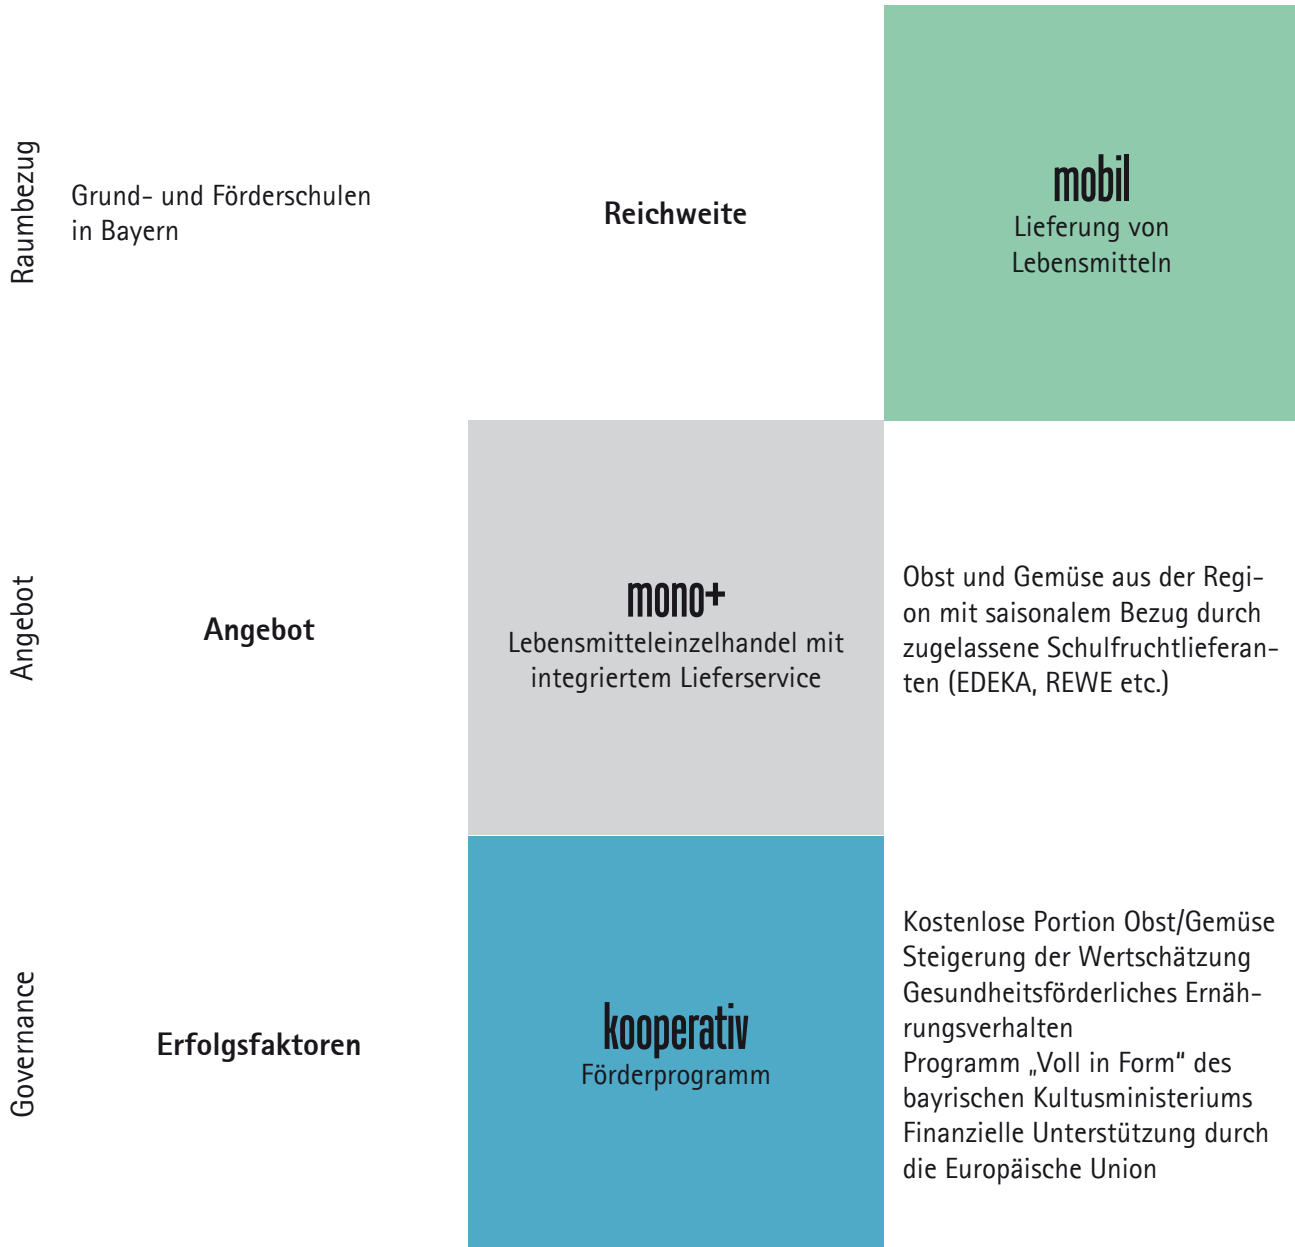 Raumbezug
Grund- und Förderschulen
in Bayern
Reichweite
mobil
Lieferung von
Lebensmitteln
Angebot
Angebot
mono+
Lebensmitteleinzelhandel mit
integriertem Lieferservice
Obst und Gemüse aus der Regi-
on mit saisonalem Bezug durch
zugelassene Schulfruchtlieferan-
ten (EDEKA, REWE etc.)
Governance
Erfolgsfaktoren
kooperativ
Förderprogramm
Kostenlose Portion Obst/Gemüse
Steigerung der Wertschätzung
Gesundheitsförderliches Ernäh-
rungsverhalten
Programm „Voll in Form“ des
bayrischen Kultusministeriums
Finanzielle Unterstützung durch
die Europäische Union